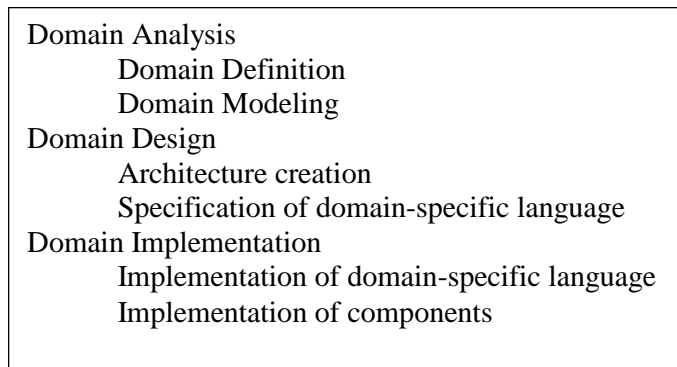 Domain Analysis
Domain Definition
Domain Modeling
Domain Design
Architecture creation
Specification of domain-specific language
Domain Implementation
Implementation of domain-specific language
Implementation of components